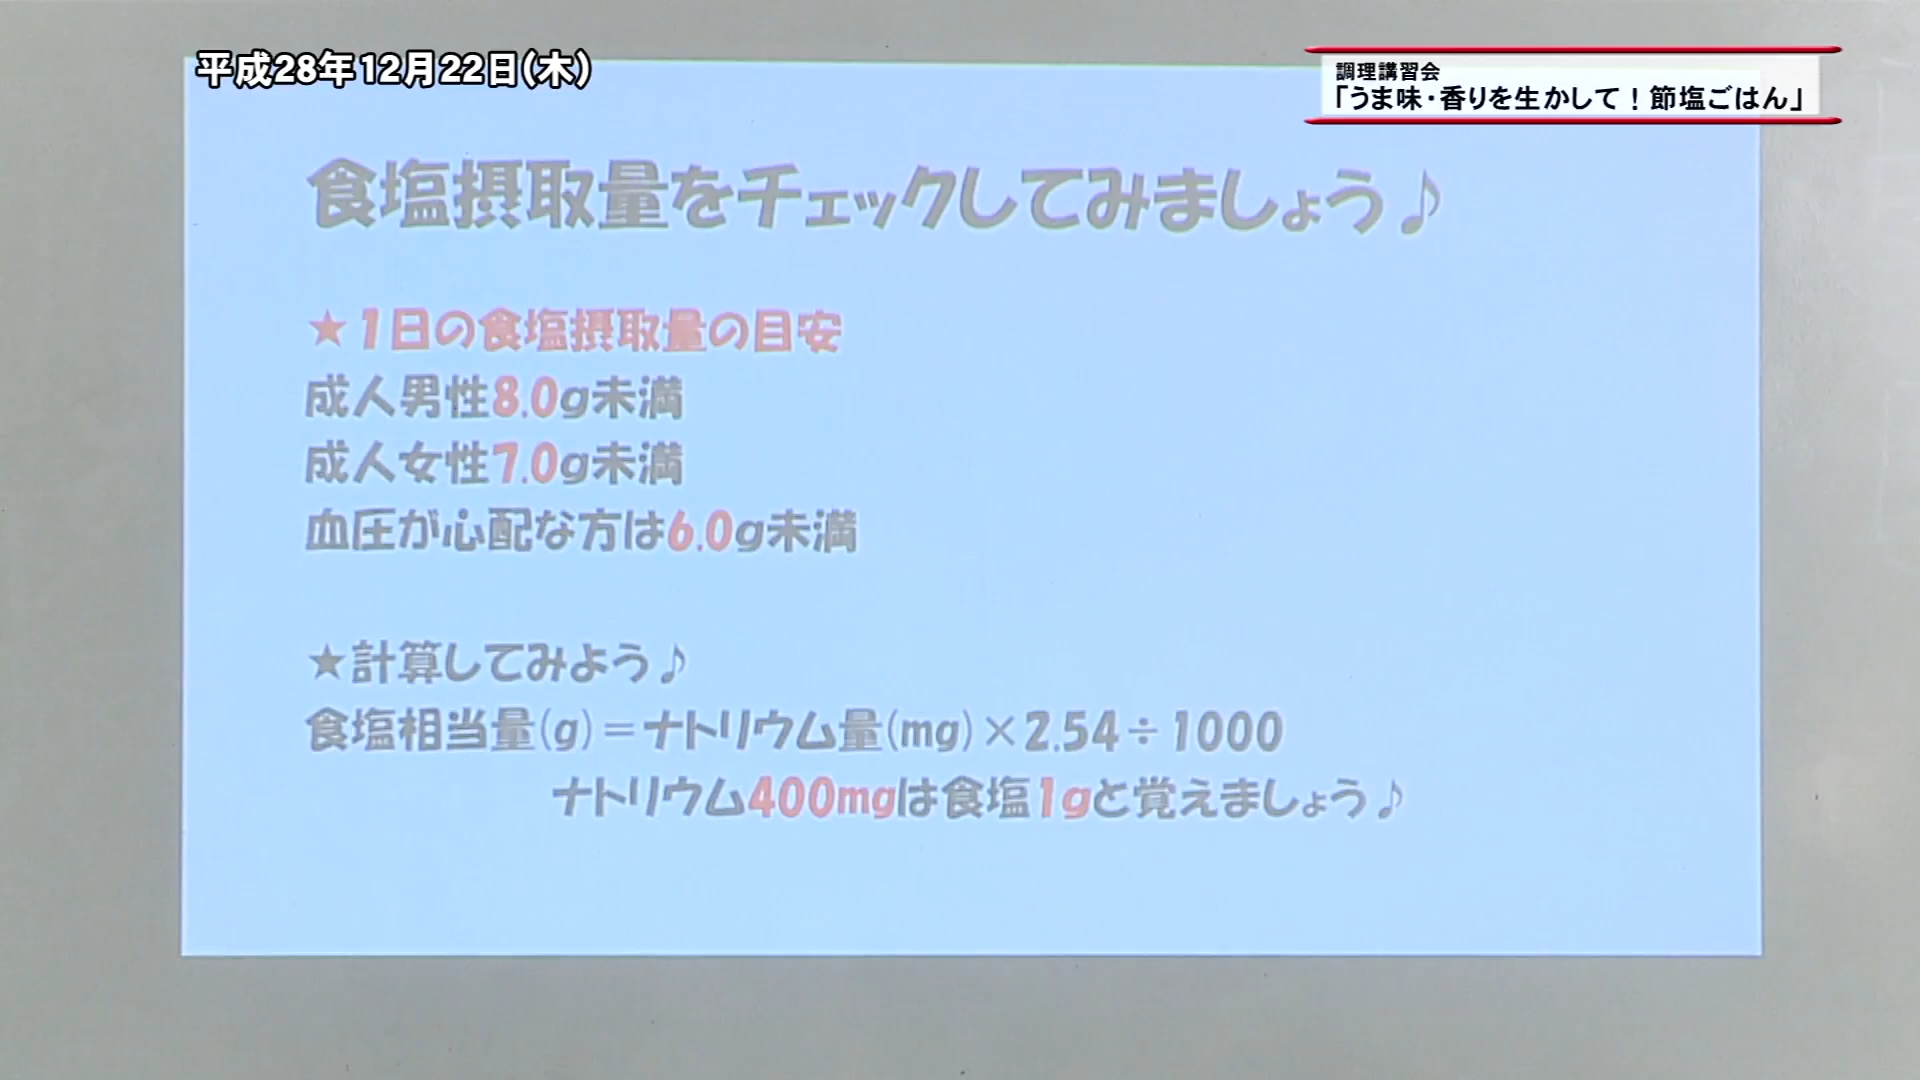 平成28年12月22日(木)
調理講習会
「うま味・香りを生かして！節塩ごはん」
食塩摂取量をチェックしてみましょう♪
★1日の食塩摂取量の目安
成人男性8.0g未満
成人女性7.0g未満
血圧が心配な方は6.0g未満
★計算してみよう♪
食塩相当量(g)＝ナトリウム量(mg)×2.54÷1000
ナトリウム400mgは食塩1gと覚えましょう♪